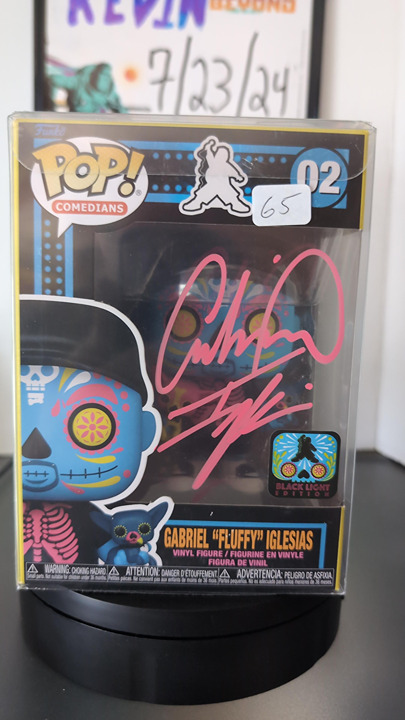 KEVIN BEYOND
7/23/24
Funko
POP!
COMEDIANS
02
65
BLACK LIGHT
EDITION
GABRIEL "FLUFFY" IGLESIAS
VINYL FIGURE / FIGURINE EN VINYLE
FIGURA DE VINIL
WARNING: CHOKING HAZARD
ATTENTION: DANGER D'ÉTOUFFEMENT
ADVERTENCIA: PELIGRO DE ASFIXIA.